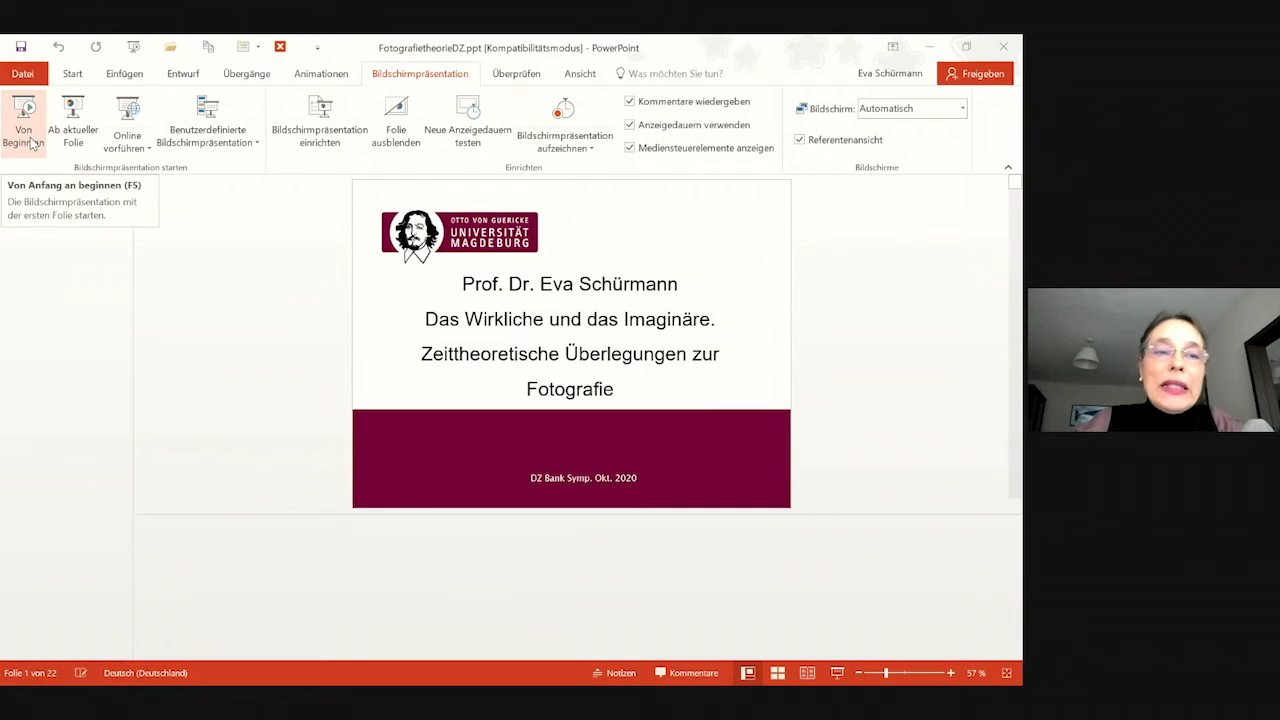 FotografietheorieDZ.ppt [Kompatibilitätsmodus] - PowerPoint
Datei Start Einfügen Entwurf Übergänge Animationen Bildschirmpräsentation Überprüfen Ansicht Was möchten Sie tun? Eva Schürmann Freigeben
Von Beginnen
Ab aktueller Folie
Online vorführen
Benutzerdefinierte Bildschirmpräsentation
Bildschirmpräsentation einrichten
Folie ausblenden
Neue Anzeigedauern testen
Bildschirmpräsentation aufzeichnen
Kommentare wiedergeben
Anzeigedauern verwenden
Mediensteuerelemente anzeigen
Bildschirm: Automatisch
Referentenansicht
Bildschirmpräsentation starten
Einrichten
Bildschirme
Von Anfang an beginnen (F5)
Die Bildschirmpräsentation mit
der ersten Folie starten.
OTTO VON GUERICKE
UNIVERSITÄT
MAGDEBURG
Prof. Dr. Eva Schürmann
Das Wirkliche und das Imaginäre.
Zeittheoretische Überlegungen zur
Fotografie
DZ Bank Symp. Okt. 2020
Folie 1 von 22 Deutsch (Deutschland) Notizen Kommentare 57 %